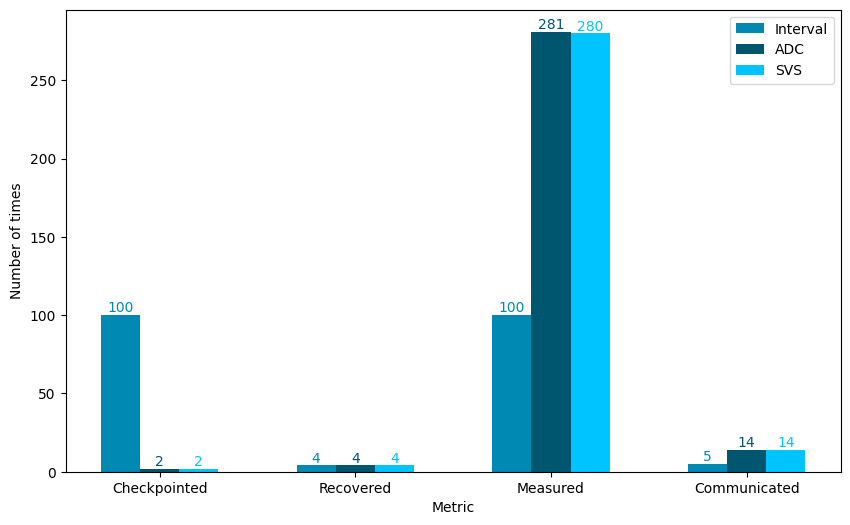 Interval
ADC
SVS
Number of times
250
200
150
100
50
0
100
2
2
4
4
4
100
281
280
5
14
14
Checkpointed
Recovered
Measured
Communicated
Metric